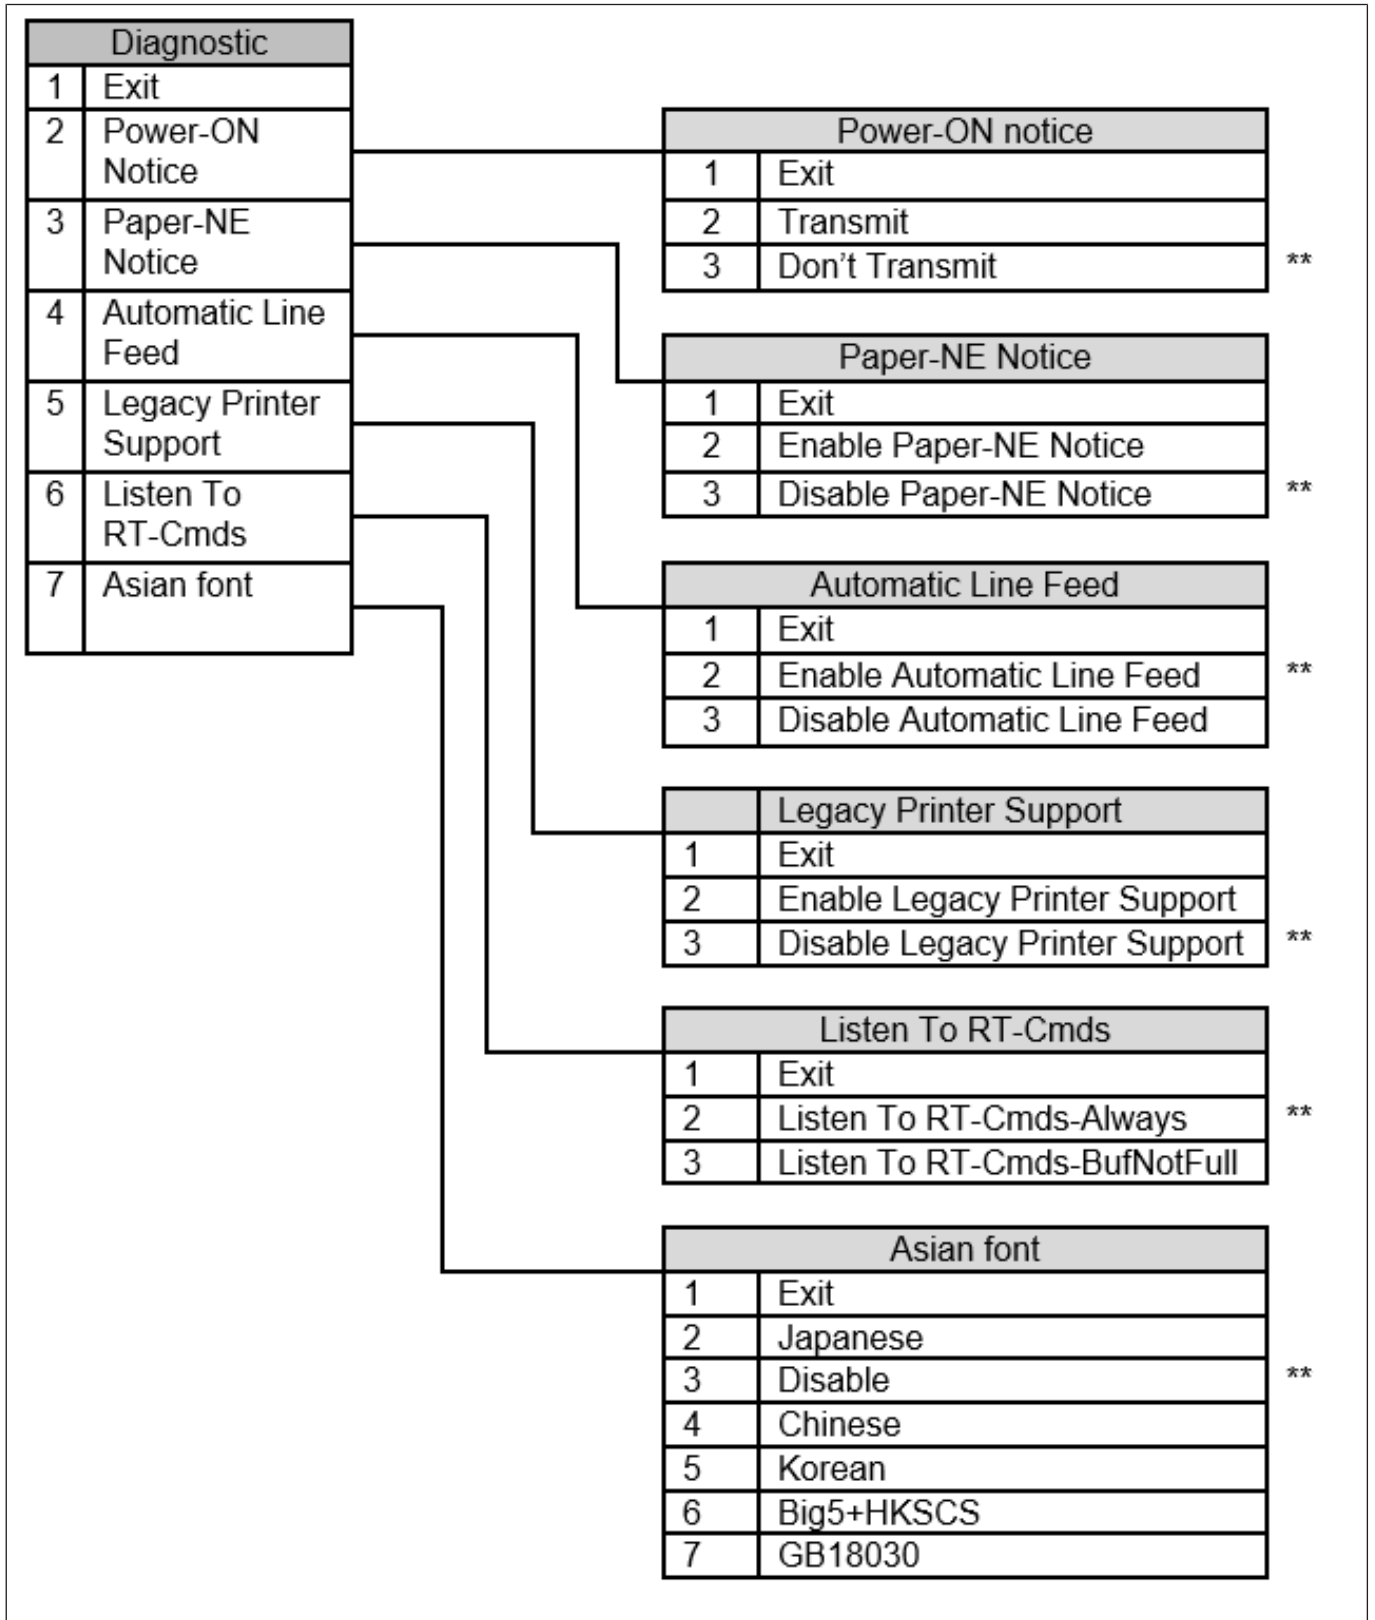 Diagnostic
1 Exit
2 Power-ON
Notice
3 Paper-NE
Notice
4 Automatic Line
Feed
5 Legacy Printer
Support
6 Listen To
RT-Cmds
7 Asian font
Power-ON notice
1 Exit
2 Transmit
3 Don't Transmit **
Paper-NE Notice
1 Exit
2 Enable Paper-NE Notice
3 Disable Paper-NE Notice **
Automatic Line Feed
1 Exit
2 Enable Automatic Line Feed **
3 Disable Automatic Line Feed
Legacy Printer Support
1 Exit
2 Enable Legacy Printer Support
3 Disable Legacy Printer Support **
Listen To RT-Cmds
1 Exit
2 Listen To RT-Cmds-Always **
3 Listen To RT-Cmds-BufNotFull
Asian font
1 Exit
2 Japanese
3 Disable **
4 Chinese
5 Korean
6 Big5+HKSCS
7 GB18030